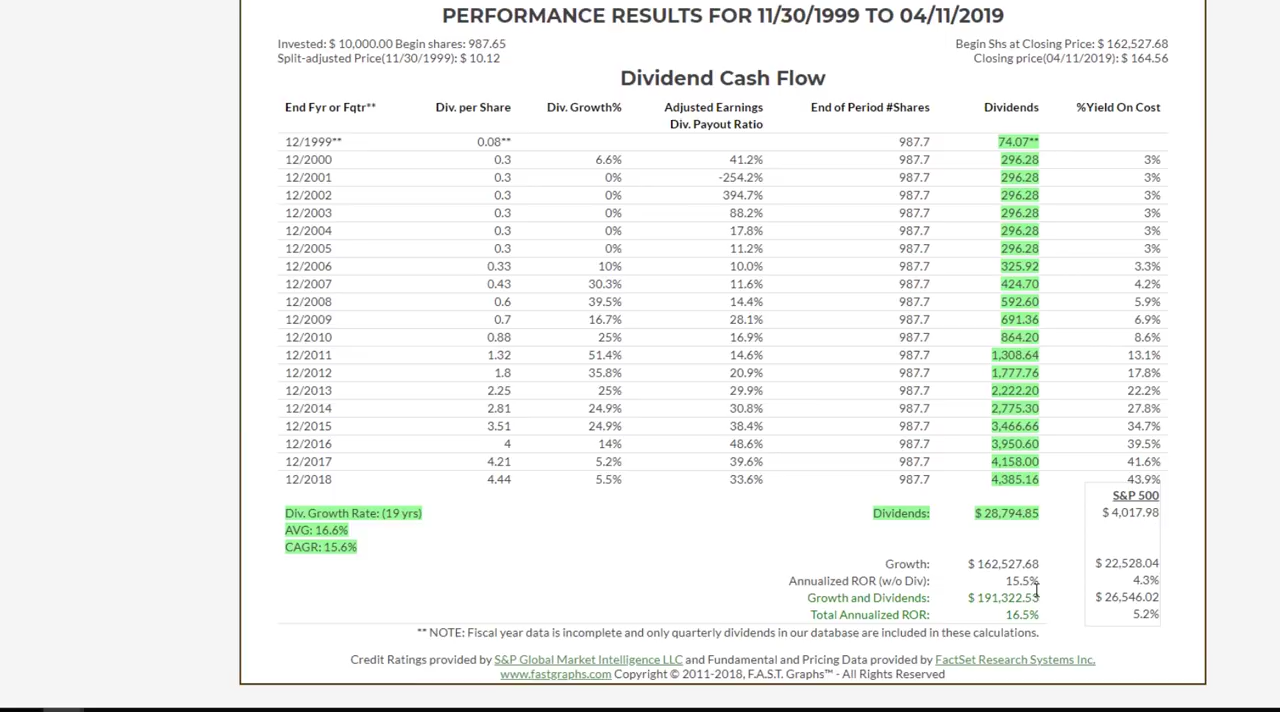 PERFORMANCE RESULTS FOR 11/30/1999 TO 04/11/2019
Invested: $ 10,000.00 Begin shares: 987.65
Split-adjusted Price(11/30/1999): $ 10.12
Begin Shs at Closing Price: $ 162,527.68
Closing price(04/11/2019): $ 164.56
Dividend Cash Flow
End Fyr or Fqtr** Div. per Share Div. Growth% Adjusted Earnings Div. Payout Ratio End of Period #Shares Dividends %Yield On Cost
12/1999** 0.08** 987.7 74.07**
12/2000 0.3 6.6% 41.2% 987.7 296.28 3%
12/2001 0.3 0% -254.2% 987.7 296.28 3%
12/2002 0.3 0% 394.7% 987.7 296.28 3%
12/2003 0.3 0% 88.2% 987.7 296.28 3%
12/2004 0.3 0% 17.8% 987.7 296.28 3%
12/2005 0.3 0% 11.2% 987.7 296.28 3%
12/2006 0.33 10% 10.0% 987.7 325.92 3.3%
12/2007 0.43 30.3% 11.6% 987.7 424.70 4.2%
12/2008 0.6 39.5% 14.4% 987.7 592.60 5.9%
12/2009 0.7 16.7% 28.1% 987.7 691.36 6.9%
12/2010 0.88 25% 16.9% 987.7 864.20 8.6%
12/2011 1.32 51.4% 14.6% 987.7 1,308.64 13.1%
12/2012 1.8 35.8% 20.9% 987.7 1,777.76 17.8%
12/2013 2.25 25% 29.9% 987.7 2,222.20 22.2%
12/2014 2.81 24.9% 30.8% 987.7 2,775.30 27.8%
12/2015 3.51 24.9% 38.4% 987.7 3,466.66 34.7%
12/2016 4 14% 48.6% 987.7 3,950.60 39.5%
12/2017 4.21 5.2% 39.6% 987.7 4,158.00 41.6%
12/2018 4.44 5.5% 33.6% 987.7 4,385.16 43.9%
S&P 500
Div. Growth Rate: (19 yrs) Dividends: $ 28,794.85 $ 4,017.98
AVG: 16.6%
CAGR: 15.6%
Growth: $ 162,527.68 $ 22,528.04
Annualized ROR (w/o Div): 15.5% 4.3%
Growth and Dividends: $ 191,322.53 $ 26,546.02
Total Annualized ROR: 16.5% 5.2%
** NOTE: Fiscal year data is incomplete and only quarterly dividends in our database are included in these calculations.
Credit Ratings provided by S&P Global Market Intelligence LLC and Fundamental and Pricing Data provided by FactSet Research Systems Inc.
www.fastgraphs.com Copyright © 2011-2018, F.A.S.T. Graphs™ - All Rights Reserved